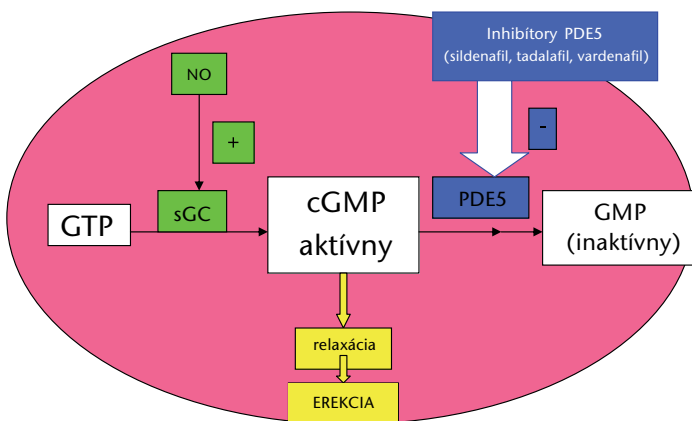 Inhibítory PDE5
(sildenafil, tadalafil, vardenafil)
NO
+
-
GTP
sGC
cGMP
aktívny
PDE5
GMP
(inaktívny)
relaxácia
EREKCIA